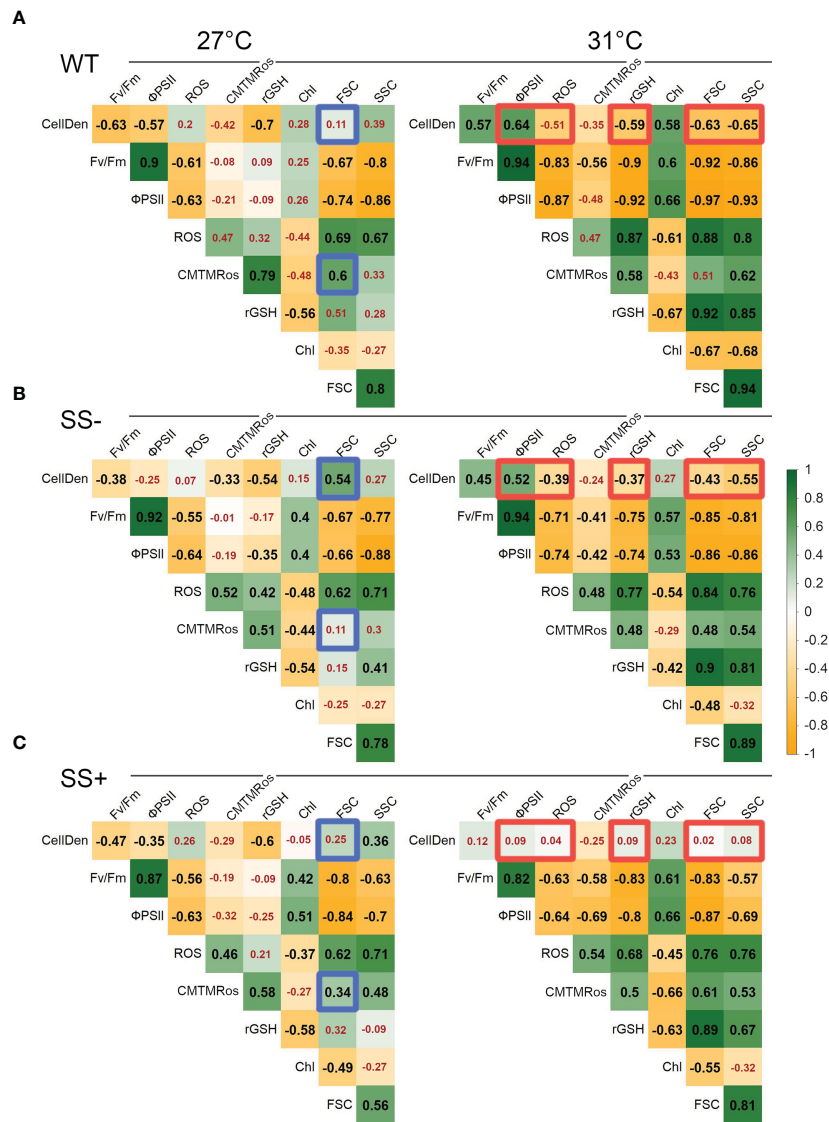 A
27°C 31°C
WT
Fv/Fm ΦPSII ROS CMTMRos rGSH Chl FSC SSC Fv/Fm ΦPSII ROS CMTMRos rGSH Chl FSC SSC
CellDen -0.63 -0.57 0.2 -0.42 -0.7 0.28 0.11 0.39 CellDen 0.57 0.64 -0.51 -0.35 -0.59 0.58 -0.63 -0.65
Fv/Fm 0.9 -0.61 -0.08 0.09 0.25 -0.67 -0.8 Fv/Fm 0.94 -0.83 -0.56 -0.9 0.6 -0.92 -0.86
ΦPSII -0.63 -0.21 -0.09 0.26 -0.74 -0.86 ΦPSII -0.87 -0.48 -0.92 0.66 -0.97 -0.93
ROS 0.47 0.32 -0.44 0.69 0.67 ROS 0.47 0.87 -0.61 0.88 0.8
CMTMRos 0.79 -0.48 0.6 0.33 CMTMRos 0.58 -0.43 0.51 0.62
rGSH -0.56 0.51 0.28 rGSH -0.67 0.92 0.85
Chl -0.35 -0.27 Chl -0.67 -0.68
FSC 0.8 FSC 0.94
B
SS-
Fv/Fm ΦPSII ROS CMTMRos rGSH Chl FSC SSC Fv/Fm ΦPSII ROS CMTMRos rGSH Chl FSC SSC
CellDen -0.38 -0.25 0.07 -0.33 -0.54 0.15 0.54 0.27 CellDen 0.45 0.52 -0.39 -0.24 -0.37 0.27 -0.43 -0.55
Fv/Fm 0.92 -0.55 -0.01 -0.17 0.4 -0.67 -0.77 Fv/Fm 0.94 -0.71 -0.41 -0.75 0.57 -0.85 -0.81
ΦPSII -0.64 -0.19 -0.35 0.4 -0.66 -0.88 ΦPSII -0.74 -0.42 -0.74 0.53 -0.86 -0.86
ROS 0.52 0.42 -0.48 0.62 0.71 ROS 0.48 0.77 -0.54 0.84 0.76
CMTMRos 0.51 -0.44 0.11 0.3 CMTMRos 0.48 -0.29 0.48 0.54
rGSH -0.54 0.15 0.41 rGSH -0.42 0.9 0.81
Chl -0.25 -0.27 Chl -0.48 -0.32
FSC 0.78 FSC 0.89
1
0.8
0.6
0.4
0.2
0
-0.2
-0.4
-0.6
-0.8
-1
C
SS+
Fv/Fm ΦPSII ROS CMTMRos rGSH Chl FSC SSC Fv/Fm ΦPSII ROS CMTMRos rGSH Chl FSC SSC
CellDen -0.47 -0.35 0.26 -0.29 -0.6 -0.05 0.25 0.36 CellDen 0.12 0.09 0.04 -0.25 0.09 0.23 0.02 0.08
Fv/Fm 0.87 -0.56 -0.19 -0.09 0.42 -0.8 -0.63 Fv/Fm 0.82 -0.63 -0.58 -0.83 0.61 -0.83 -0.57
ΦPSII -0.63 -0.32 -0.25 0.51 -0.84 -0.7 ΦPSII -0.64 -0.69 -0.8 0.66 -0.87 -0.69
ROS 0.46 0.21 -0.37 0.62 0.71 ROS 0.54 0.68 -0.45 0.76 0.76
CMTMRos 0.58 -0.27 0.34 0.48 CMTMRos 0.5 -0.66 0.61 0.53
rGSH -0.58 0.32 -0.09 rGSH -0.63 0.89 0.67
Chl -0.49 -0.27 Chl -0.55 -0.32
FSC 0.56 FSC 0.81